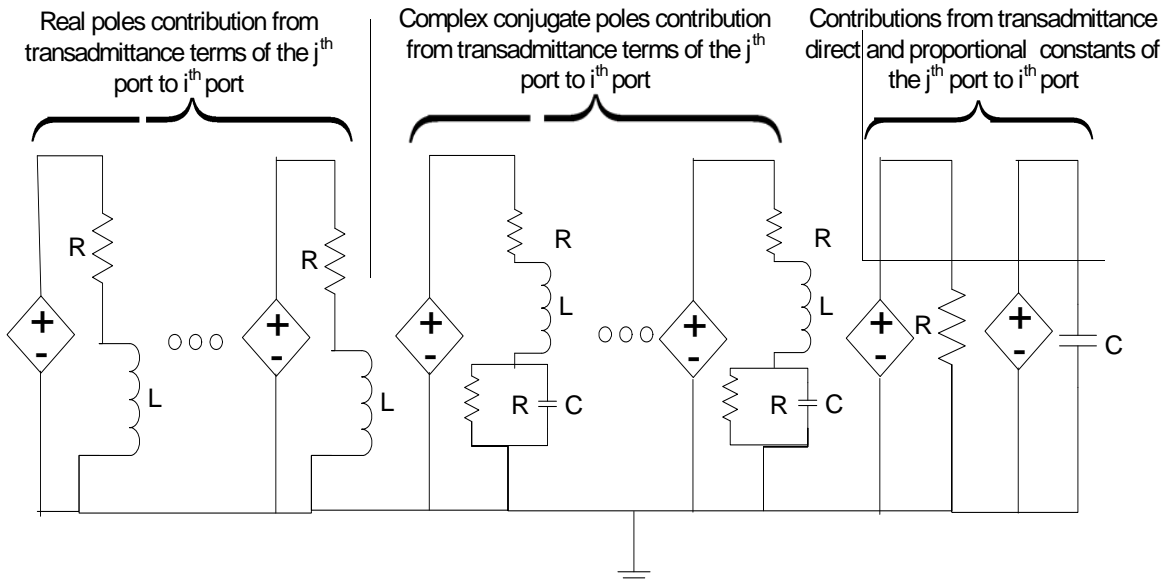 Real poles contribution from
transadmittance terms of the jth
port to ith port
Complex conjugate poles contribution
from transadmittance terms of the jth
port to ith port
Contributions from transadmittance
direct and proportional constants of
the jth port to ith port
R
L
+
-
+
-
R
L
+
-
R
L
R
C
+
-
R
L
R
C
+
-
R
+
-
C